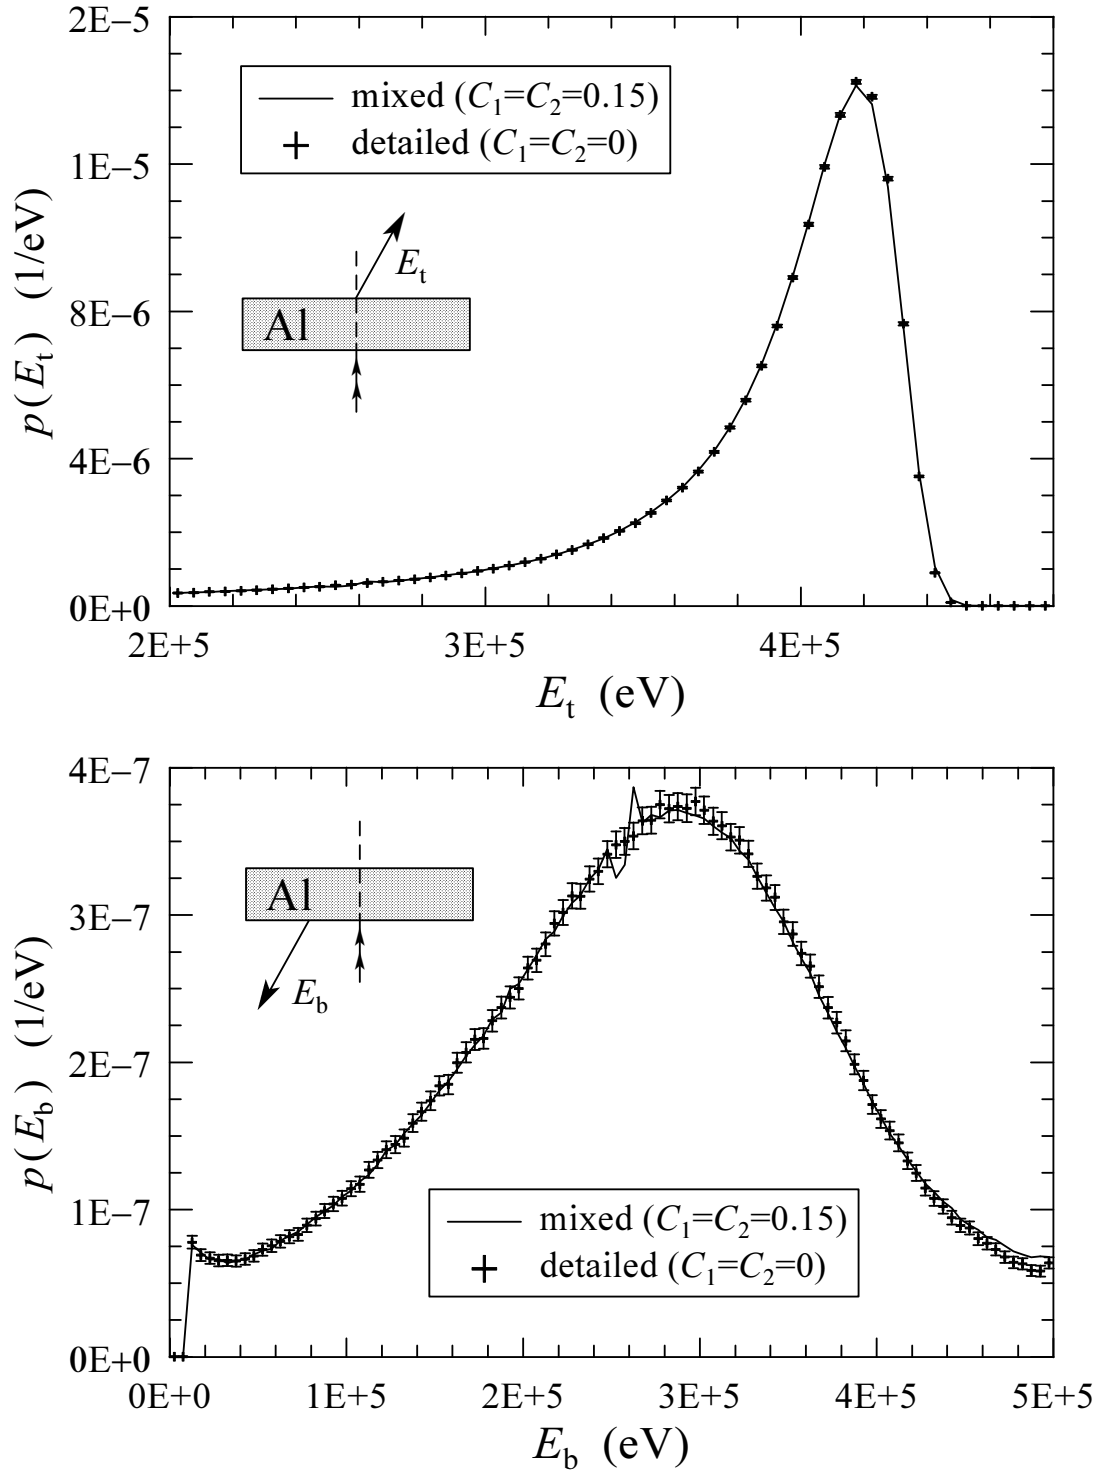 2E−5
mixed (C₁=C₂=0.15)
detailed (C₁=C₂=0)
1E−5
Eₜ
8E−6
Al
p(Eₜ) (1/eV)
4E−6
0E+0
2E+5 3E+5 4E+5
Eₜ (eV)
4E−7
Al
3E−7
E_b
p(E_b) (1/eV)
2E−7
1E−7
mixed (C₁=C₂=0.15)
detailed (C₁=C₂=0)
0E+0
0E+0 1E+5 2E+5 3E+5 4E+5 5E+5
E_b (eV)